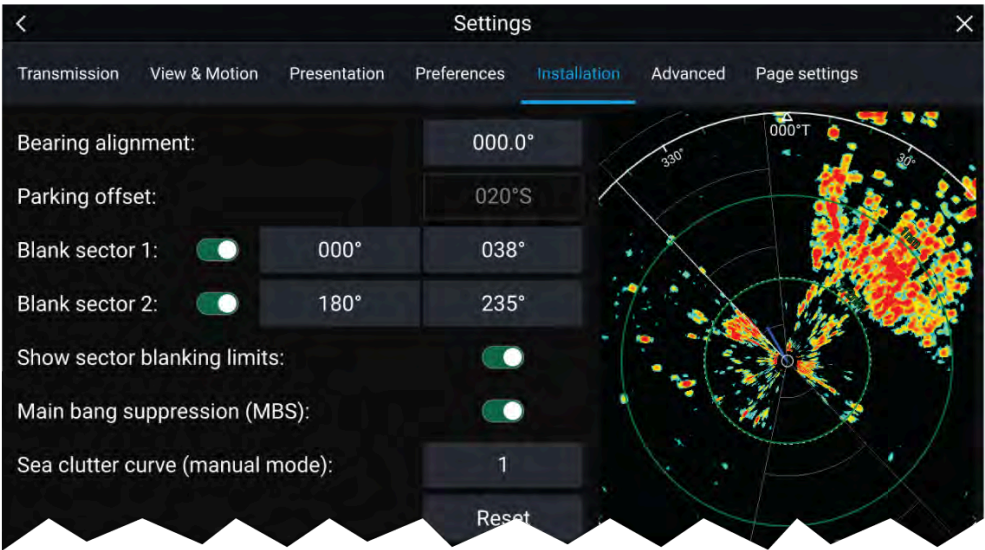 Settings
Transmission View & Motion Presentation Preferences Installation Advanced Page settings
Bearing alignment: 000.0°
Parking offset: 020°S
Blank sector 1: 000° 038°
Blank sector 2: 180° 235°
Show sector blanking limits:
Main bang suppression (MBS):
Sea clutter curve (manual mode): 1
Reset
000°T
330°
30°